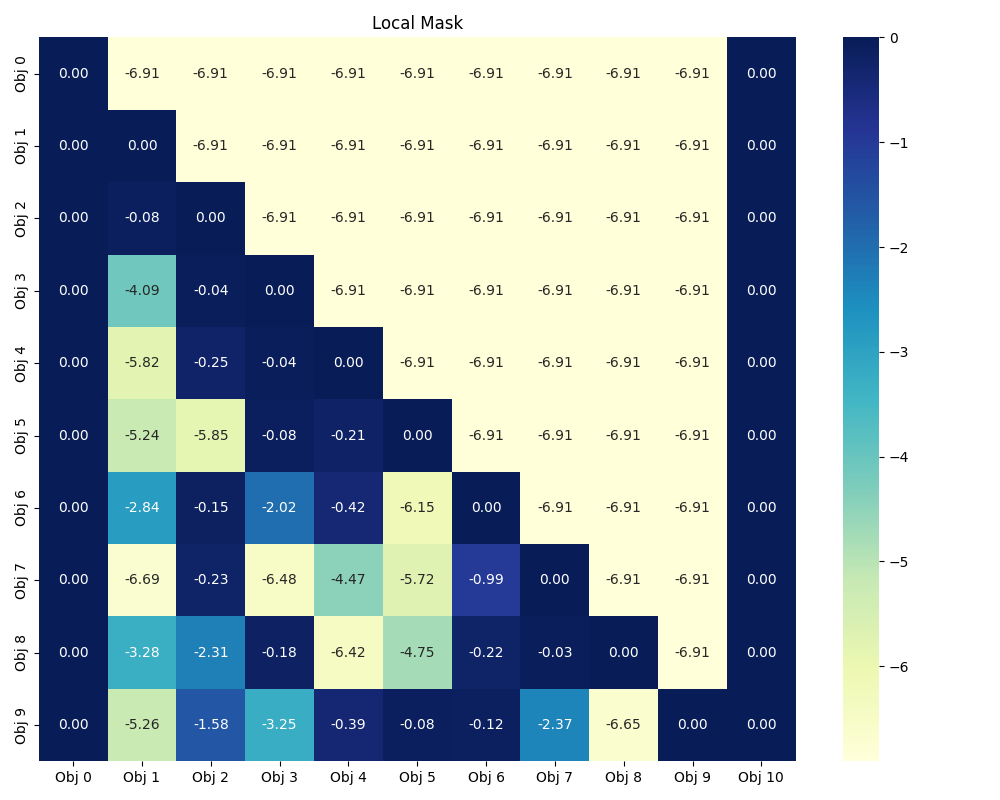 Local Mask
Obj 0 0.00 -6.91 -6.91 -6.91 -6.91 -6.91 -6.91 -6.91 -6.91 -6.91 0.00
Obj 1 0.00 0.00 -6.91 -6.91 -6.91 -6.91 -6.91 -6.91 -6.91 -6.91 0.00
Obj 2 0.00 -0.08 0.00 -6.91 -6.91 -6.91 -6.91 -6.91 -6.91 -6.91 0.00
Obj 3 0.00 -4.09 -0.04 0.00 -6.91 -6.91 -6.91 -6.91 -6.91 -6.91 0.00
Obj 4 0.00 -5.82 -0.25 -0.04 0.00 -6.91 -6.91 -6.91 -6.91 -6.91 0.00
Obj 5 0.00 -5.24 -5.85 -0.08 -0.21 0.00 -6.91 -6.91 -6.91 -6.91 0.00
Obj 6 0.00 -2.84 -0.15 -2.02 -0.42 -6.15 0.00 -6.91 -6.91 -6.91 0.00
Obj 7 0.00 -6.69 -0.23 -6.48 -4.47 -5.72 -0.99 0.00 -6.91 -6.91 0.00
Obj 8 0.00 -3.28 -2.31 -0.18 -6.42 -4.75 -0.22 -0.03 0.00 -6.91 0.00
Obj 9 0.00 -5.26 -1.58 -3.25 -0.39 -0.08 -0.12 -2.37 -6.65 0.00 0.00
Obj 0 Obj 1 Obj 2 Obj 3 Obj 4 Obj 5 Obj 6 Obj 7 Obj 8 Obj 9 Obj 10
0
−1
−2
−3
−4
−5
−6